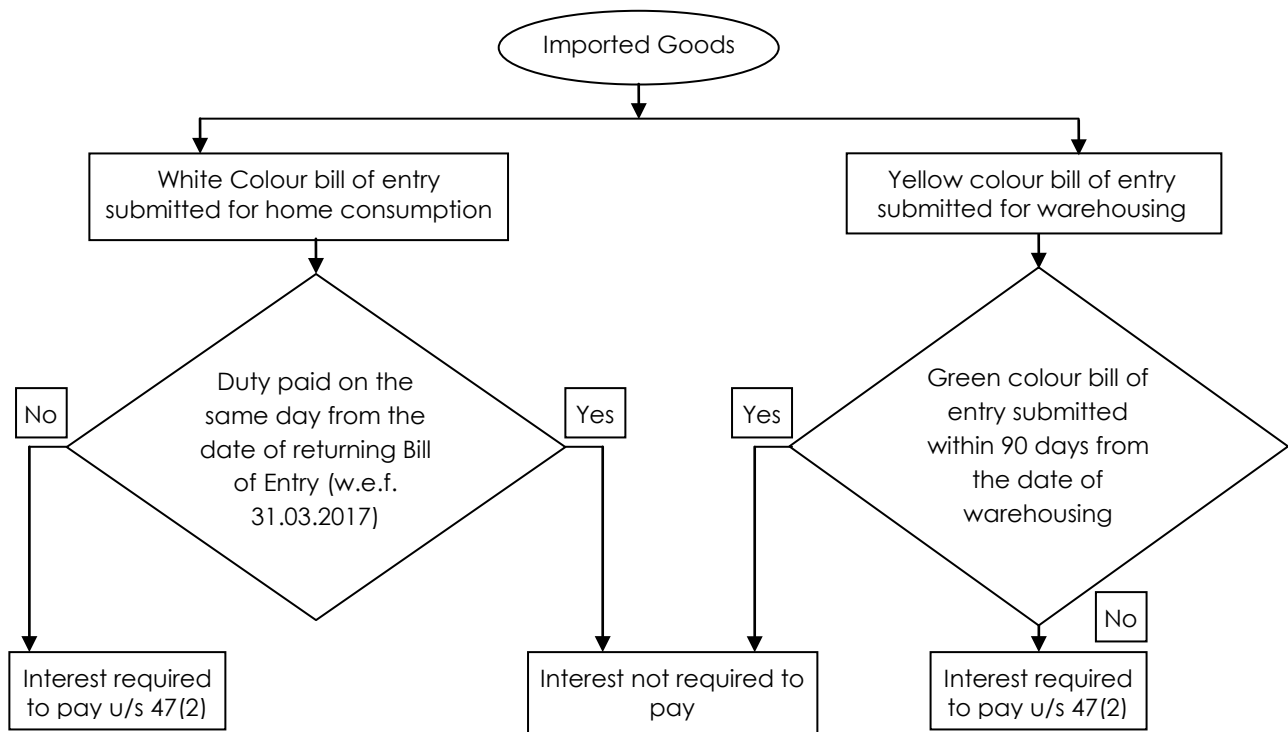 Imported Goods
White Colour bill of entry
submitted for home consumption
Yellow colour bill of entry
submitted for warehousing
Duty paid on the
same day from the
date of returning Bill
of Entry (w.e.f.
31.03.2017)
No
Yes
Yes
Green colour bill of
entry submitted
within 90 days from
the date of
warehousing
No
Interest required
to pay u/s 47(2)
Interest not required to
pay
Interest required
to pay u/s 47(2)